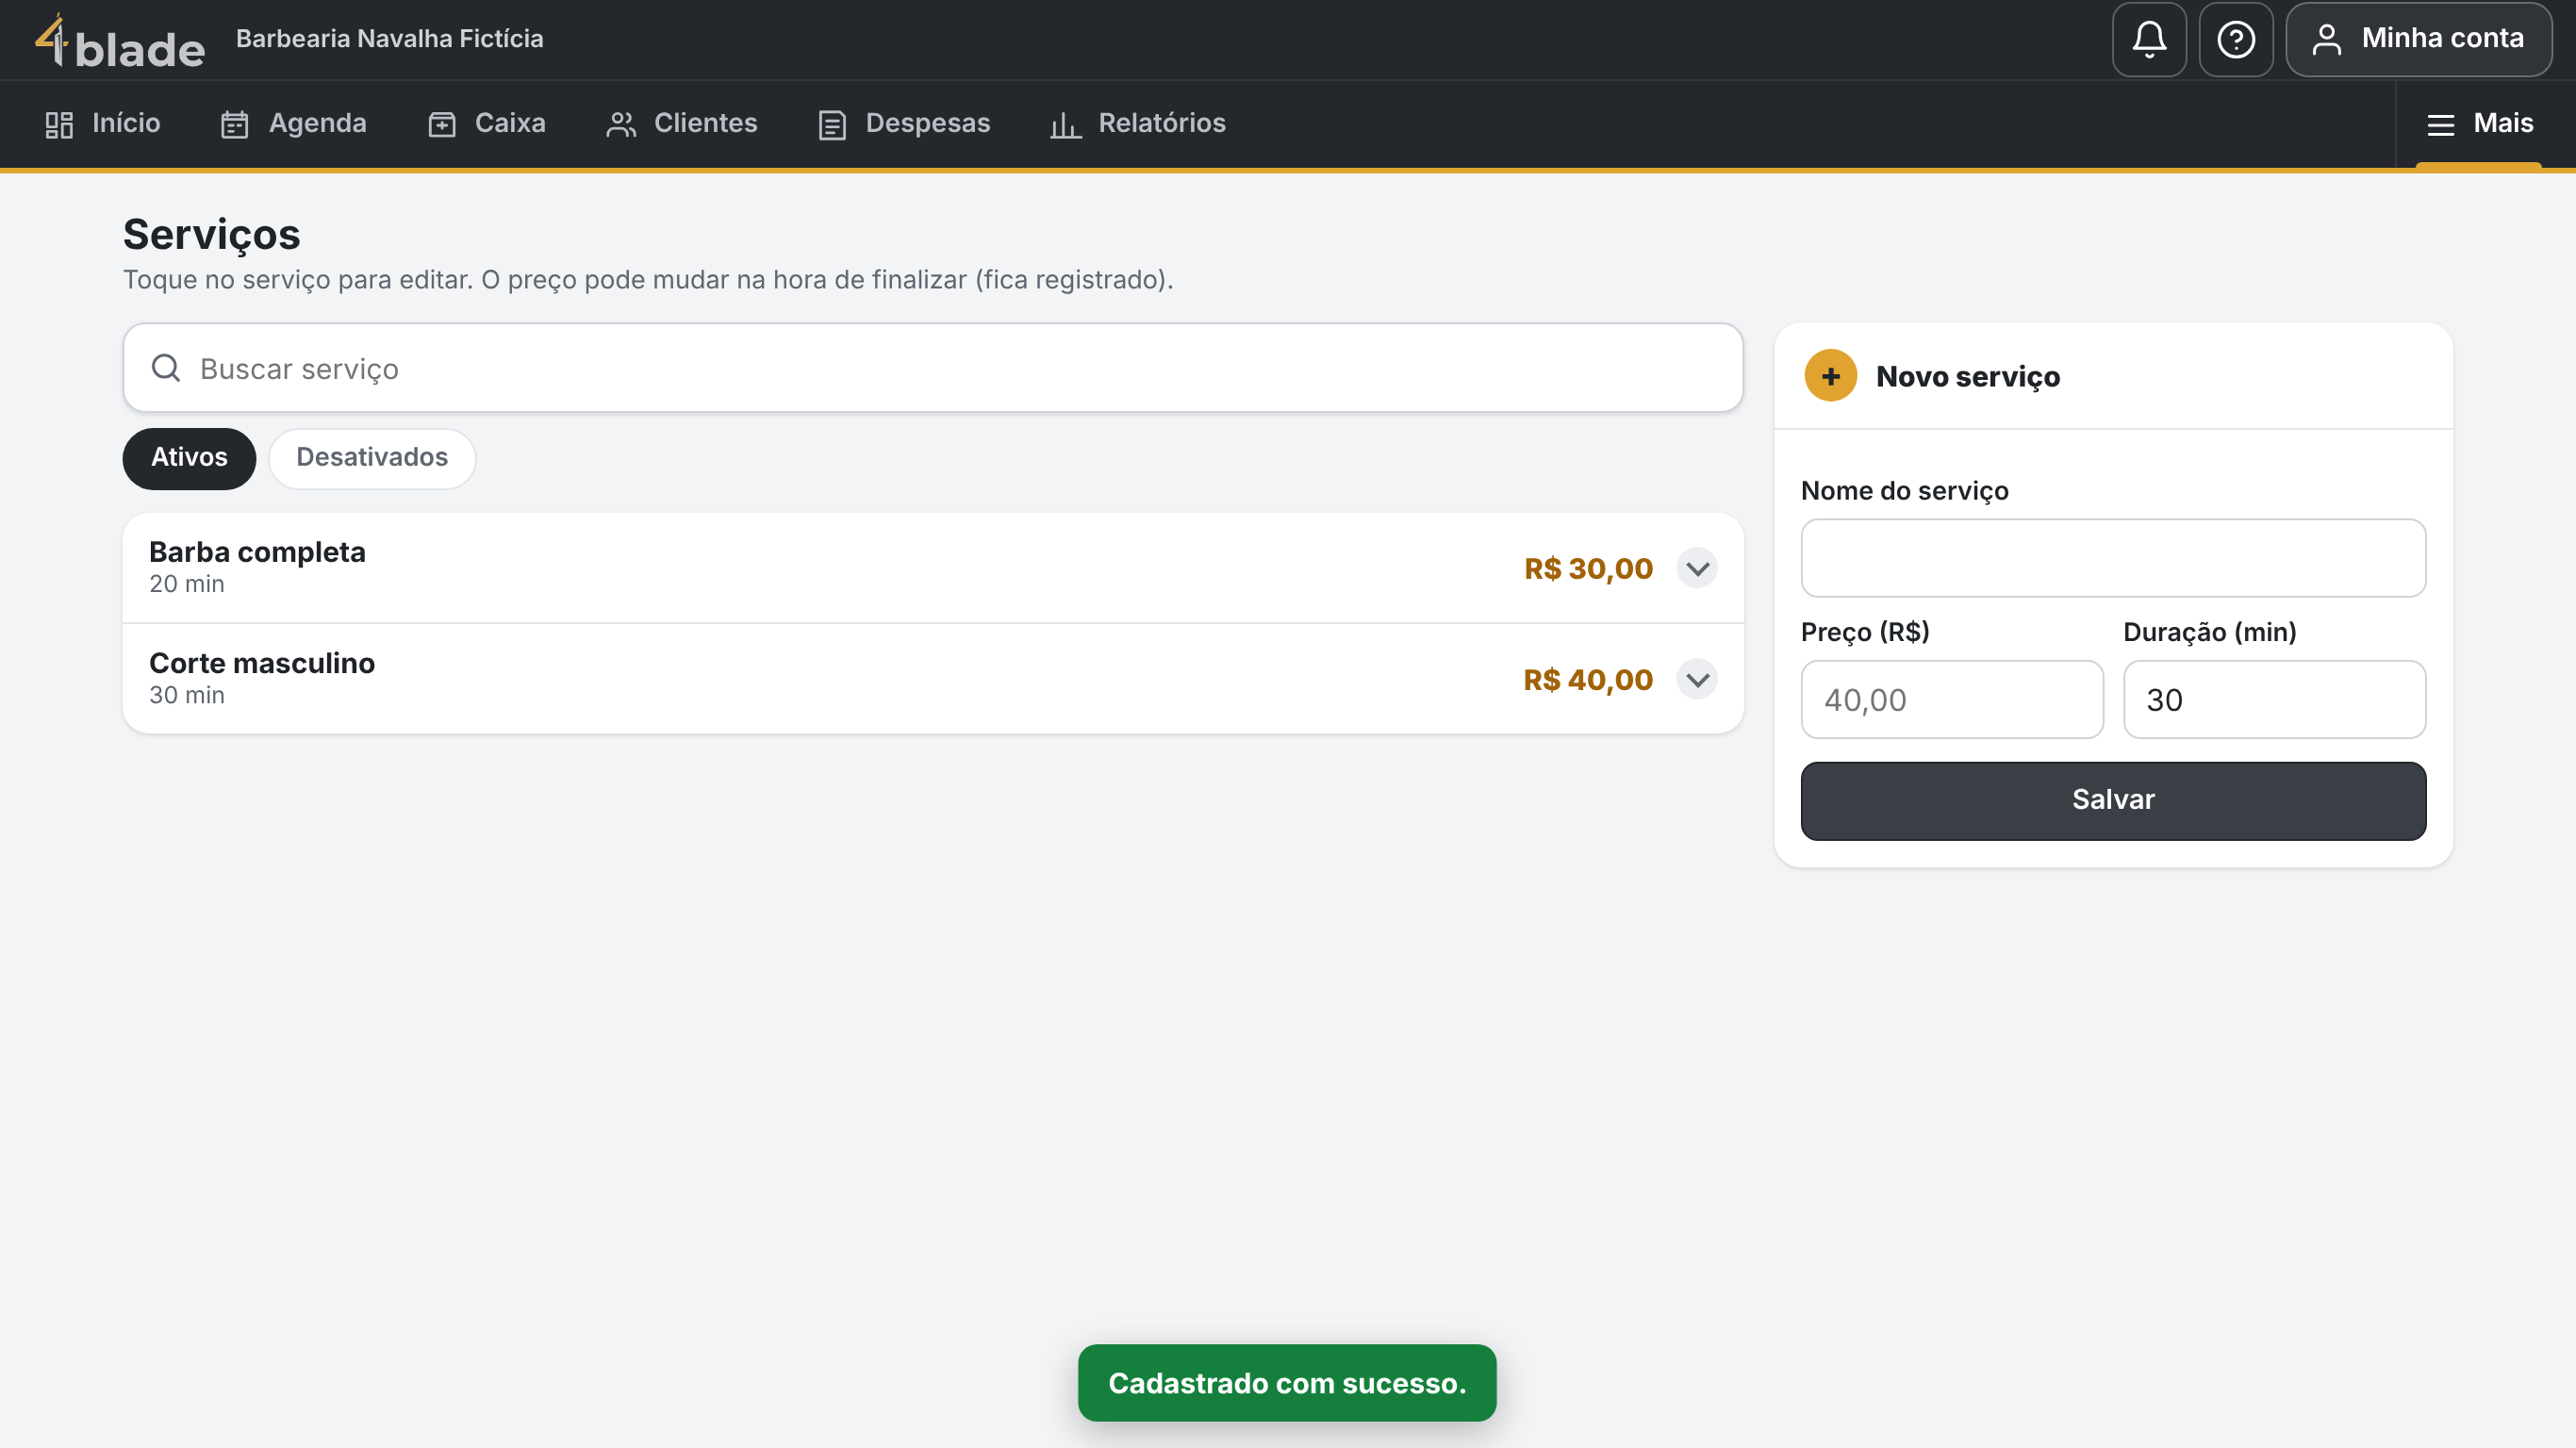 4blade
Barbearia Navalha Fictícia
Minha conta
Início
Agenda
Caixa
Clientes
Despesas
Relatórios
Mais
Serviços
Toque no serviço para editar. O preço pode mudar na hora de finalizar (fica registrado).
Buscar serviço
Ativos
Desativados
Barba completa
20 min
R$ 30,00
Corte masculino
30 min
R$ 40,00
Novo serviço
Nome do serviço
Preço (R$)
Duração (min)
40,00
30
Salvar
Cadastrado com sucesso.